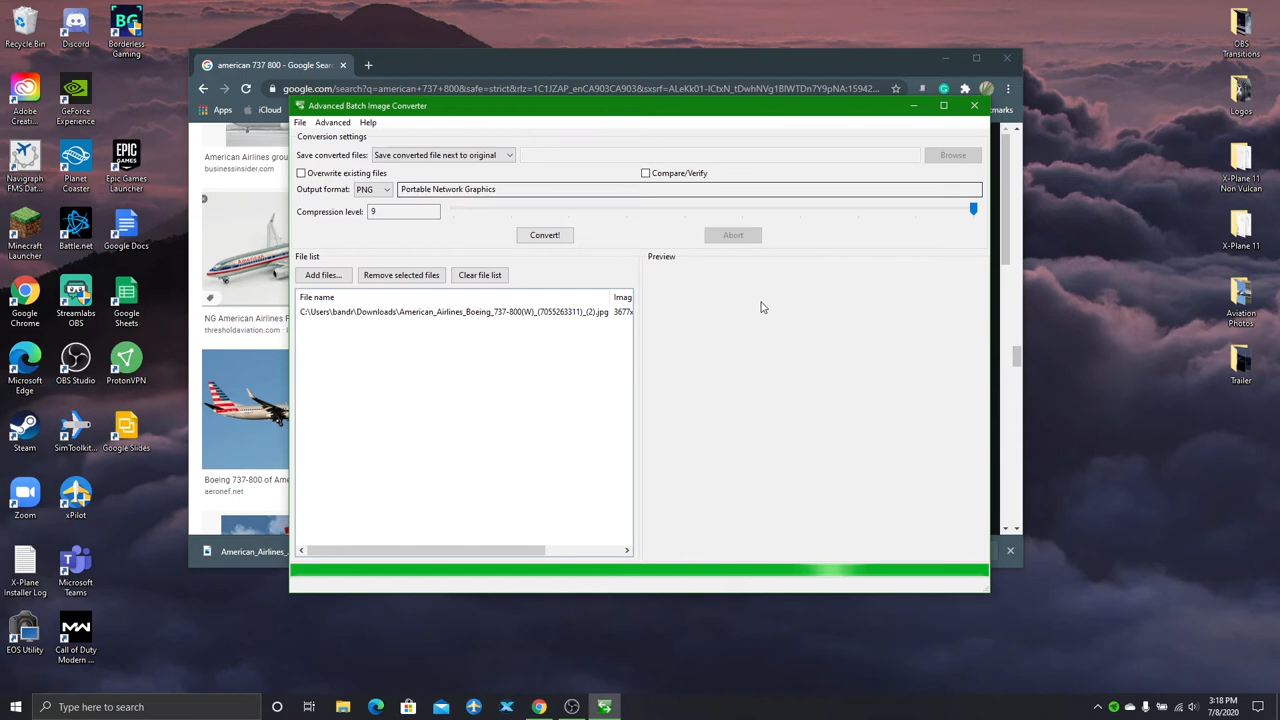 Recycle Bin
Discord
Borderless
Gaming
Adobe
Creati...
GeForce
Experience
Navigraph
FMS Dat...
Planet
Coaster
Epic Games
Launcher
Minecraft
Launcher
Battle.net
Google Docs
Google
Chrome
Streamlabs
OBS
Google
Sheets
Microsoft
Edge
OBS Studio
ProtonVPN
Steam
SimToolkit...
Google Slides
Zoom
xPilot
X-Plane
Installer Log
Microsoft
Teams
EOS Utility
Call of Duty
Modern ...
american 737 800 - Google Sear
google.com/search?q=american+737+800&safe=strict&rlz=1C1JZAP_enCA903CA903&sxsrf=ALeKk01-ICtxN_tDwhNVg1BIWTDn7Y9pNA:15942...
Apps
iCloud
okmarks
American Airlines grou
businessinsider.com
NG American Airlines F
thresholdaviation.com
Boeing 737-800 of Ame
aeronef.net
American_Airlines_
Advanced Batch Image Converter
File Advanced Help
Conversion settings
Save converted files: Save converted file next to original Browse
Overwrite existing files Compare/Verify
Output format: PNG Portable Network Graphics
Compression level: 9
Convert! Abort
File list Preview
Add files... Remove selected files Clear file list
File name Imag
C:\Users\bandr\Downloads\American_Airlines_Boeing_737-800(W)_(7055263311)_(2).jpg 3677x
OBS
Transitions
Logos
X-Plane 11
Non Vulcan
X-Plane 11
Aviation
Photos
Trailer
Type here to search
3:18 PM
7/8/2020